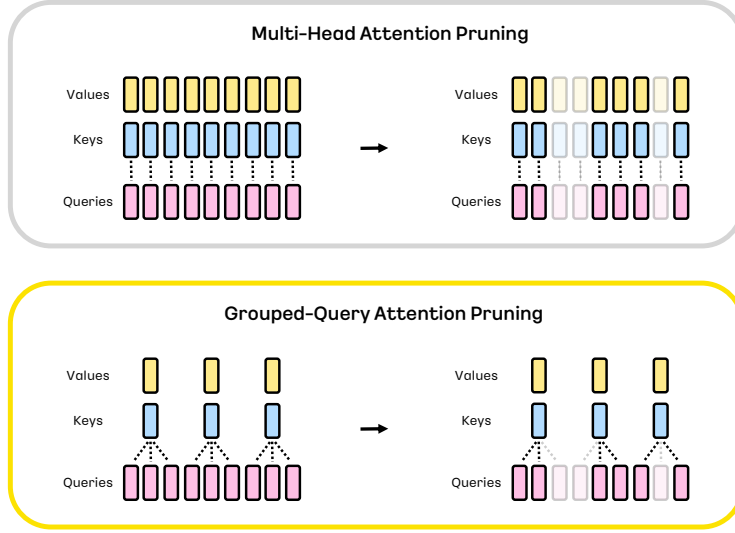 Multi-Head Attention Pruning
Values
Values
Keys
Keys
Queries
Queries
Grouped-Query Attention Pruning
Values
Values
Keys
Keys
Queries
Queries